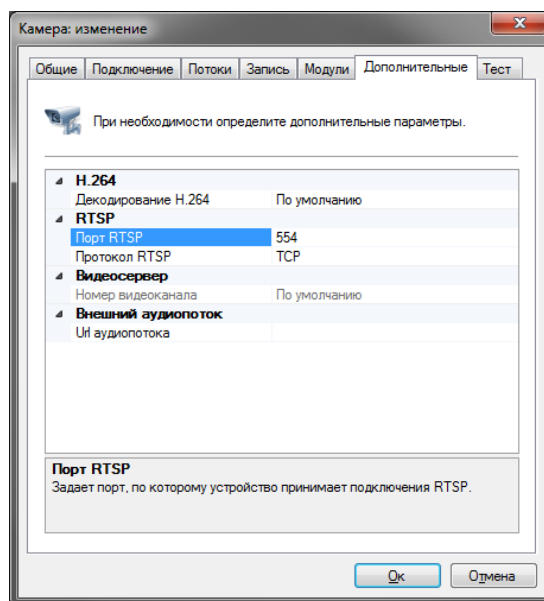 Камера: изменение
Общие Подключение Потоки Запись Модули Дополнительные Тест
При необходимости определите дополнительные параметры.
H.264
Декодирование H.264 По умолчанию
RTSP
Порт RTSP 554
Протокол RTSP TCP
Видеосервер
Номер видеоканала По умолчанию
Внешний аудиопоток
Url аудиопотока
Порт RTSP
Задает порт, по которому устройство принимает подключения RTSP.
Ок Отмена